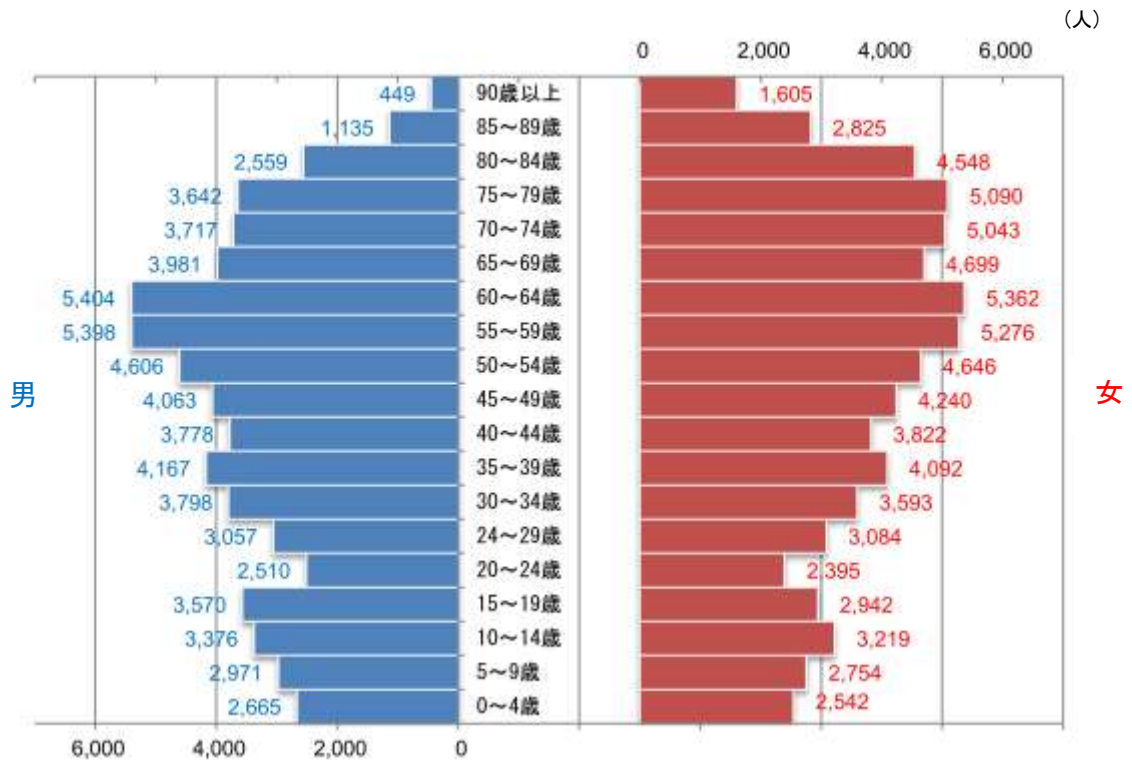 （人）
0 2,000 4,000 6,000
449 90歳以上 1,605
1,135 85～89歳 2,825
2,559 80～84歳 4,548
3,642 75～79歳 5,090
3,717 70～74歳 5,043
3,981 65～69歳 4,699
5,404 60～64歳 5,362
5,398 55～59歳 5,276
4,606 50～54歳 4,646
男 4,063 45～49歳 4,240 女
3,778 40～44歳 3,822
4,167 35～39歳 4,092
3,798 30～34歳 3,593
3,057 24～29歳 3,084
2,510 20～24歳 2,395
3,570 15～19歳 2,942
3,376 10～14歳 3,219
2,971 5～9歳 2,754
2,665 0～4歳 2,542
6,000 4,000 2,000 0